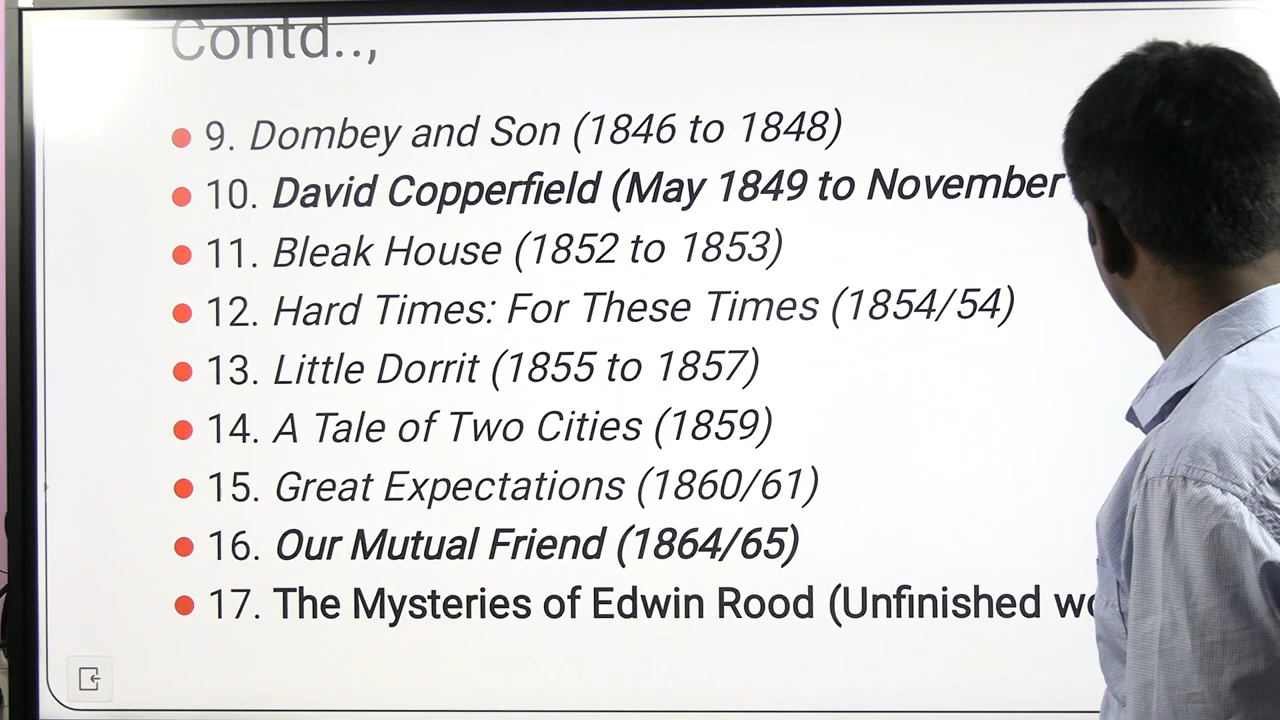 Contd..,
9. Dombey and Son (1846 to 1848)
10. David Copperfield (May 1849 to November
11. Bleak House (1852 to 1853)
12. Hard Times: For These Times (1854/54)
13. Little Dorrit (1855 to 1857)
14. A Tale of Two Cities (1859)
15. Great Expectations (1860/61)
16. Our Mutual Friend (1864/65)
17. The Mysteries of Edwin Rood (Unfinished